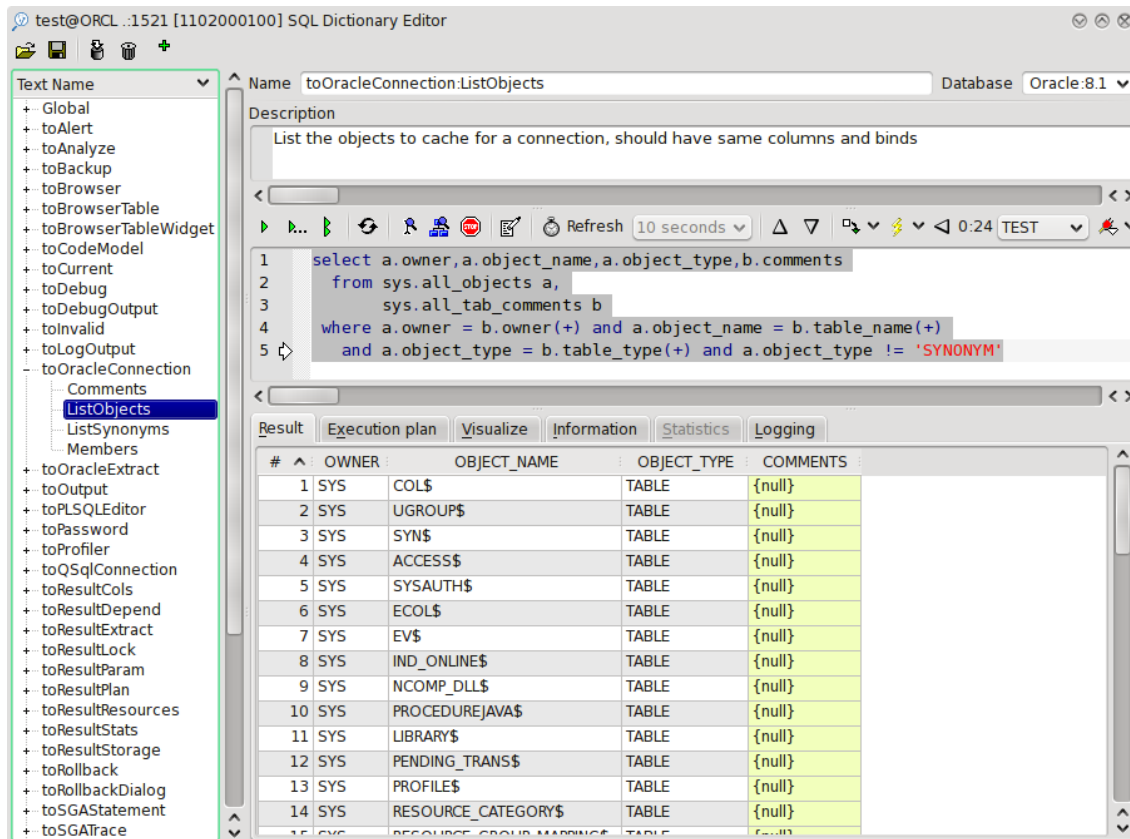 test@ORCL .:1521 [1102000100] SQL Dictionary Editor
Text Name
Global
toAlert
toAnalyze
toBackup
toBrowser
toBrowserTable
toBrowserTableWidget
toCodeModel
toCurrent
toDebug
toDebugOutput
toInvalid
toLogOutput
toOracleConnection
Comments
ListObjects
ListSynonyms
Members
toOracleExtract
toOutput
toPLSQLEditor
toPassword
toProfiler
toQSqlConnection
toResultCols
toResultDepend
toResultExtract
toResultLock
toResultParam
toResultPlan
toResultResources
toResultStats
toResultStorage
toRollback
toRollbackDialog
toSGAStatement
toSGATrace
Name toOracleConnection:ListObjects Database Oracle:8.1
Description
List the objects to cache for a connection, should have same columns and binds
... STOP Refresh 10 seconds 0:24 TEST
1 select a.owner,a.object_name,a.object_type,b.comments
2 from sys.all_objects a,
3 sys.all_tab_comments b
4 where a.owner = b.owner(+) and a.object_name = b.table_name(+)
5 and a.object_type = b.table_type(+) and a.object_type != 'SYNONYM'
Result Execution plan Visualize Information Statistics Logging
# OWNER OBJECT_NAME OBJECT_TYPE COMMENTS
1 SYS COL$ TABLE {null}
2 SYS UGROUP$ TABLE {null}
3 SYS SYN$ TABLE {null}
4 SYS ACCESS$ TABLE {null}
5 SYS SYSAUTH$ TABLE {null}
6 SYS ECOL$ TABLE {null}
7 SYS EV$ TABLE {null}
8 SYS IND_ONLINE$ TABLE {null}
9 SYS NCOMP_DLL$ TABLE {null}
10 SYS PROCEDUREJAVA$ TABLE {null}
11 SYS LIBRARY$ TABLE {null}
12 SYS PENDING_TRANS$ TABLE {null}
13 SYS PROFILE$ TABLE {null}
14 SYS RESOURCE_CATEGORY$ TABLE {null}
15 SYS RESOURCE_GROUP_MAPPING$ TABLE {null}